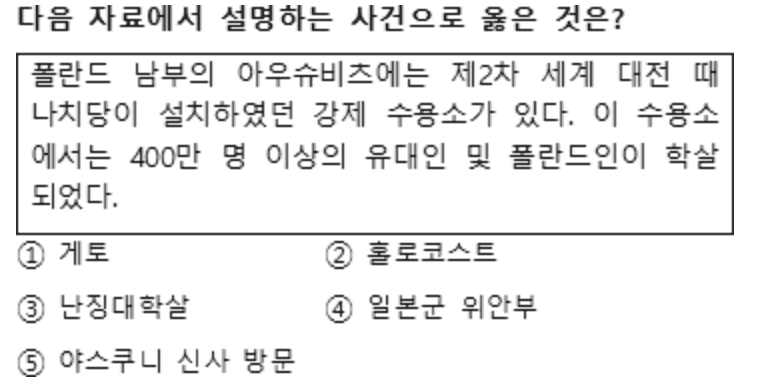 다음 자료에서 설명하는 사건으로 옳은 것은?
폴란드 남부의 아우슈비츠에는 제2차 세계 대전 때
나치당이 설치하였던 강제 수용소가 있다. 이 수용소
에서는 400만 명 이상의 유대인 및 폴란드인이 학살
되었다.
① 게토 ② 홀로코스트
③ 난징대학살 ④ 일본군 위안부
⑤ 야스쿠니 신사 방문